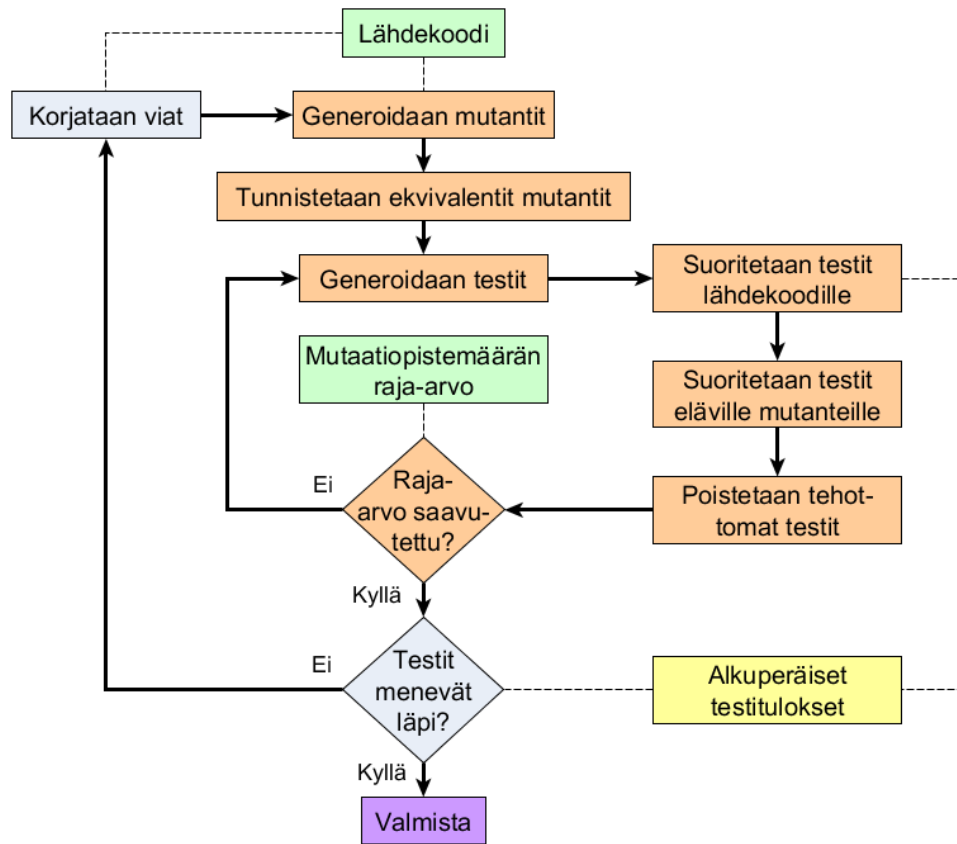 Lähdekoodi
Korjataan viat
Generoidaan mutantit
Tunnistetaan ekvivalentit mutantit
Generoidaan testit
Suoritetaan testit
lähdekoodille
Mutaatiopistemäärän
raja-arvo
Suoritetaan testit
eläville mutanteille
Ei
Raja-
arvo saavu-
tettu?
Poistetaan tehot-
tomat testit
Kyllä
Ei
Testit
menevät
läpi?
Alkuperäiset
testitulokset
Kyllä
Valmista